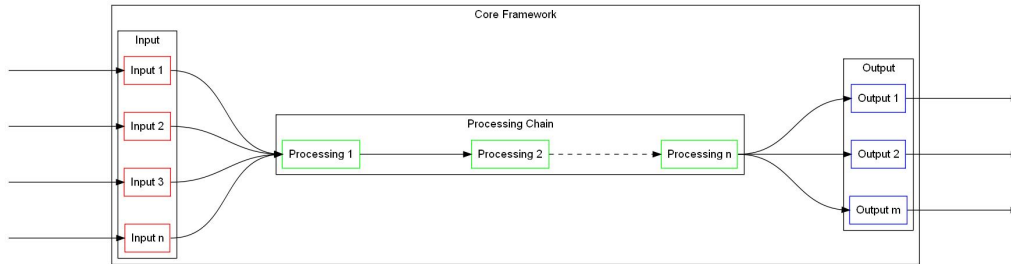 Core Framework
Input
Input 1
Input 2
Input 3
Input n
Processing Chain
Processing 1
Processing 2
Processing n
Output
Output 1
Output 2
Output m